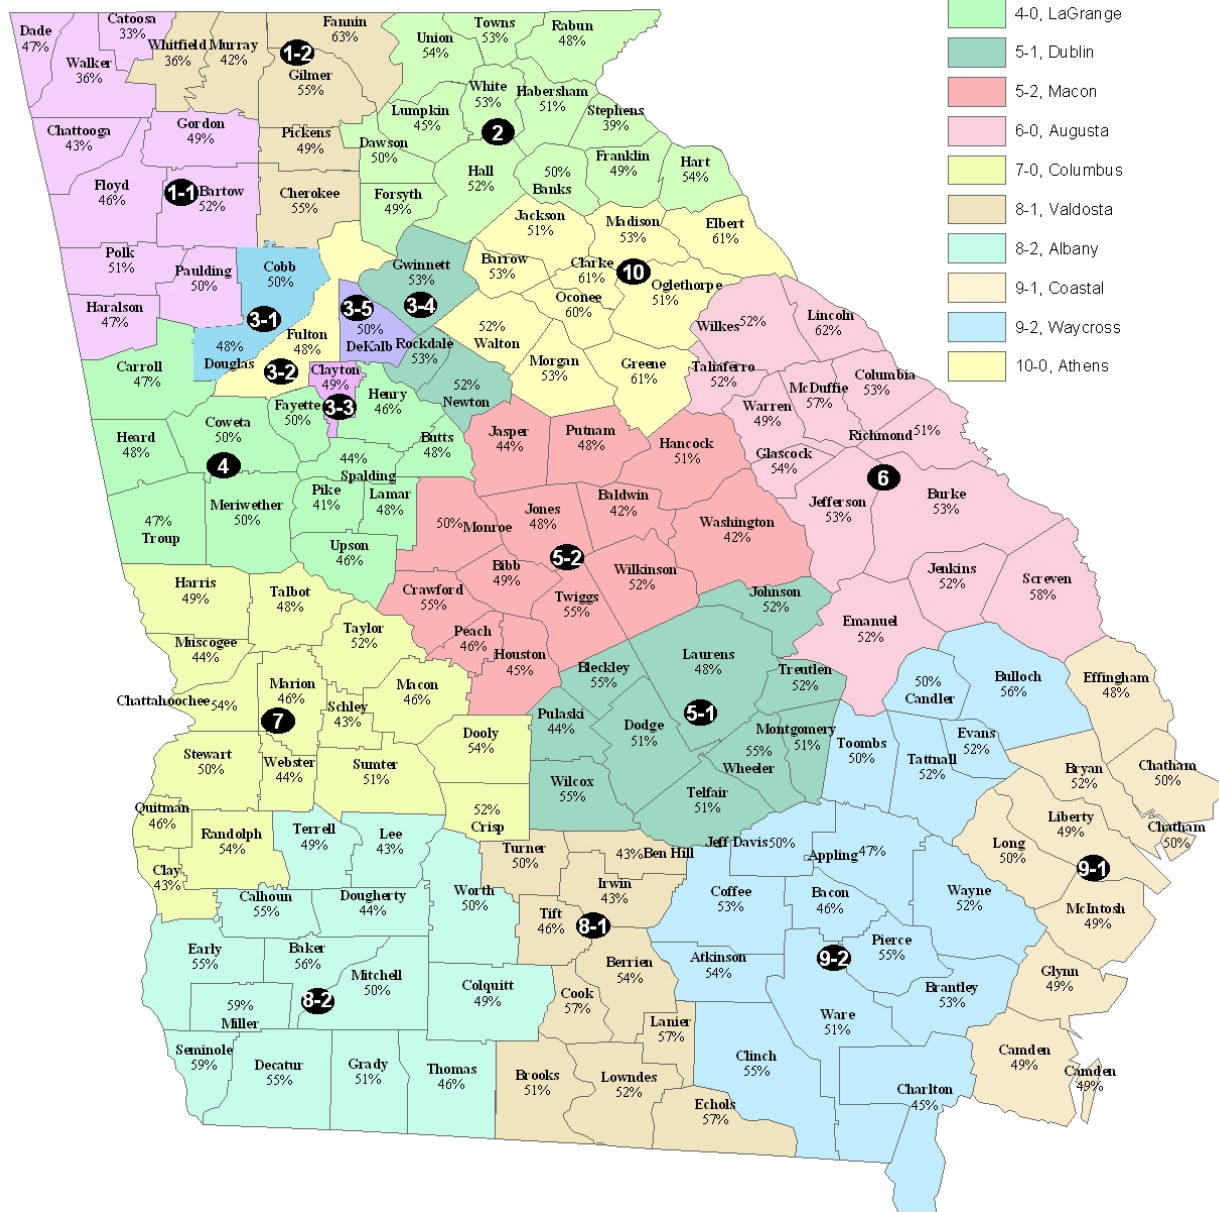 Dade
47%
Catoosa
33%
Walker
36%
Whitfield
36%
Murray
42%
Fannin
63%
1-2
Gilmer
55%
Union
54%
Towns
53%
Rabun
48%
White
53%
Habersham
51%
Lumpkin
45%
Stephens
39%
2
Chattooga
43%
Gordon
49%
Pickens
49%
Dawson
50%
Hall
52%
50%
Banks
Franklin
49%
Hart
54%
Floyd
46%
1-1
Bartow
52%
Cherokee
55%
Forsyth
49%
Jackson
51%
Madison
53%
Elbert
61%
Polk
51%
Paulding
50%
Cobb
50%
Gwinnett
53%
Barrow
53%
Clarke
61%
10
Oglethorpe
51%
Oconee
60%
Haralson
47%
3-1
3-5
3-4
50%
DeKalb
Fulton
48%
48%
Douglas
Rockdale
53%
52%
Walton
Wilkes
52%
Lincoln
62%
Carroll
47%
3-2
Clayton
49%
3-3
Henry
46%
52%
Newton
Morgan
53%
Greene
61%
Taliaferro
52%
McDuffie
57%
Columbia
53%
Heard
48%
Coweta
50%
Fayette
50%
4
Butts
48%
44%
Spalding
Jasper
44%
Putnam
48%
Hancock
51%
Warren
49%
Richmond
51%
Glascock
54%
6
47%
Troup
Meriwether
50%
Pike
41%
Lamar
48%
50%
Monroe
Jones
48%
Baldwin
42%
Washington
42%
Jefferson
53%
Burke
53%
Upson
46%
5-2
Bibb
49%
Wilkinson
52%
Jenkins
52%
Screven
58%
Harris
49%
Talbot
48%
Crawford
55%
Twiggs
55%
Johnson
52%
Emanuel
52%
Muscogee
44%
Taylor
52%
Peach
46%
Houston
45%
Bleckley
55%
Laurens
48%
Treutlen
52%
50%
Candler
Bulloch
56%
Effingham
48%
Chattahoochee
54%
Marion
46%
7
Schley
43%
Macon
46%
Pulaski
44%
Dodge
51%
5-1
Montgomery
51%
55%
Wheeler
Toombs
50%
Tattnall
52%
Evans
52%
Stewart
50%
Webster
44%
Sumter
51%
Dooly
54%
Wilcox
55%
Telfair
51%
Bryan
52%
Chatham
50%
Quitman
46%
Randolph
54%
Terrell
49%
Lee
43%
52%
Crisp
Turner
50%
43%
Ben Hill
Jeff Davis
50%
Appling
47%
Liberty
49%
Long
50%
Chatham
50%
9-1
Clay
43%
Calhoun
55%
Dougherty
44%
Worth
50%
Irwin
43%
Tift
46%
8-1
Coffee
53%
Bacon
46%
Wayne
52%
McIntosh
49%
Early
55%
Baker
56%
Mitchell
50%
8-2
59%
Miller
Colquitt
49%
Berrien
54%
Cook
57%
Lanier
57%
Atkinson
54%
9-2
Pierce
55%
Brantley
53%
Glynn
49%
Ware
51%
Seminole
59%
Decatur
55%
Grady
51%
Thomas
46%
Brooks
51%
Lowndes
52%
Echols
57%
Clinch
55%
Charlton
45%
Camden
49%
Camden
49%
4-0, LaGrange
5-1, Dublin
5-2, Macon
6-0, Augusta
7-0, Columbus
8-1, Valdosta
8-2, Albany
9-1, Coastal
9-2, Waycross
10-0, Athens